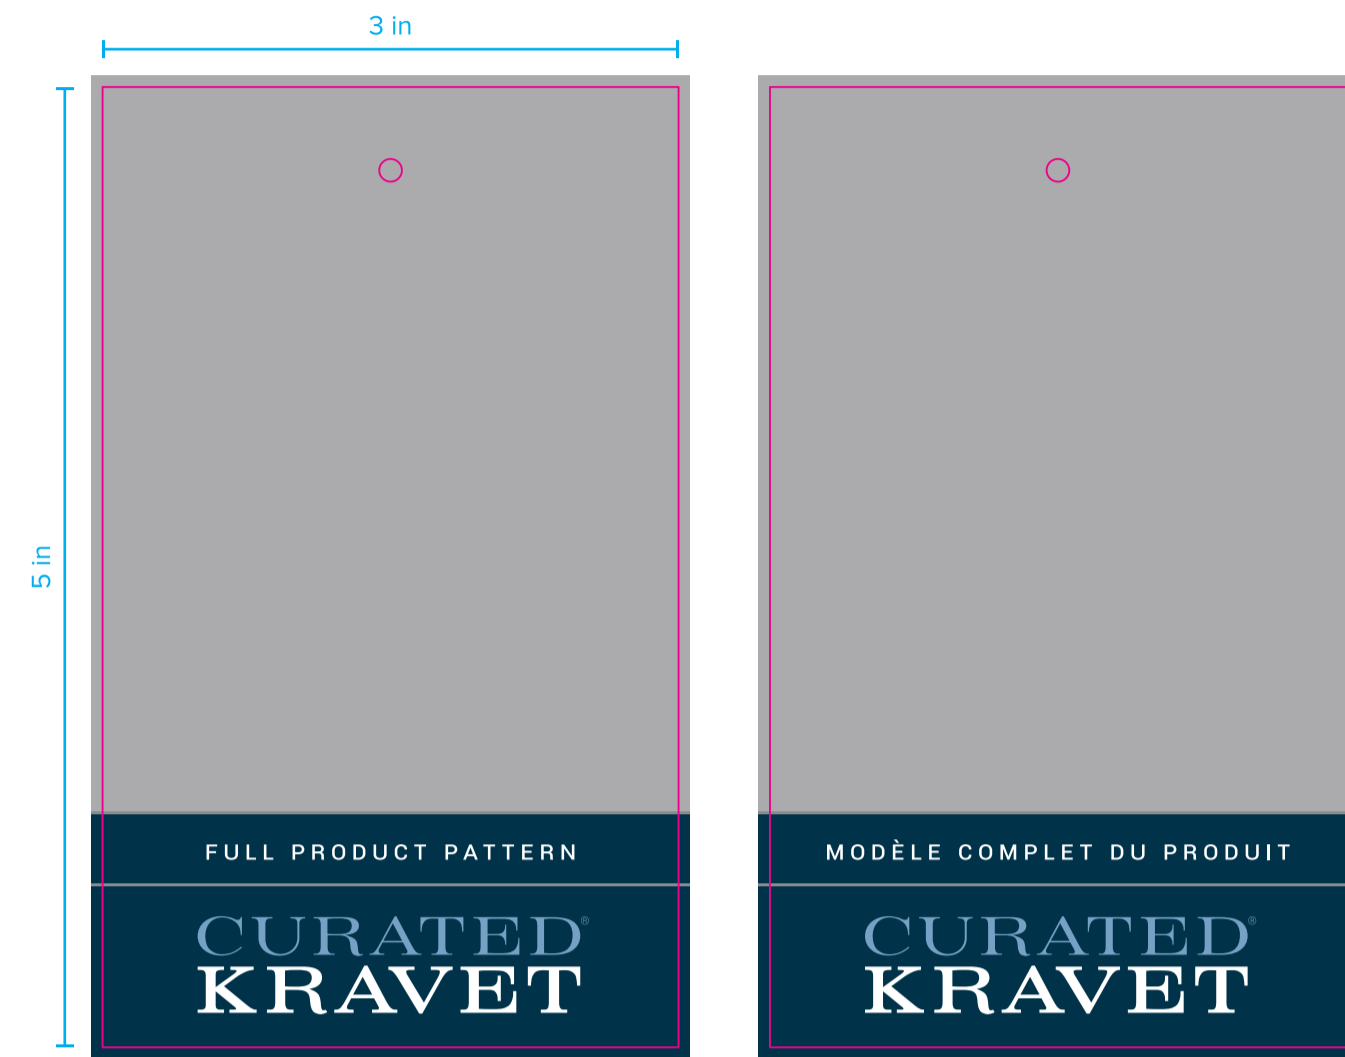 3 in
5 in
FULL PRODUCT PATTERN
CURATED®
KRAVET
MODÈLE COMPLET DU PRODUIT
CURATED®
KRAVET